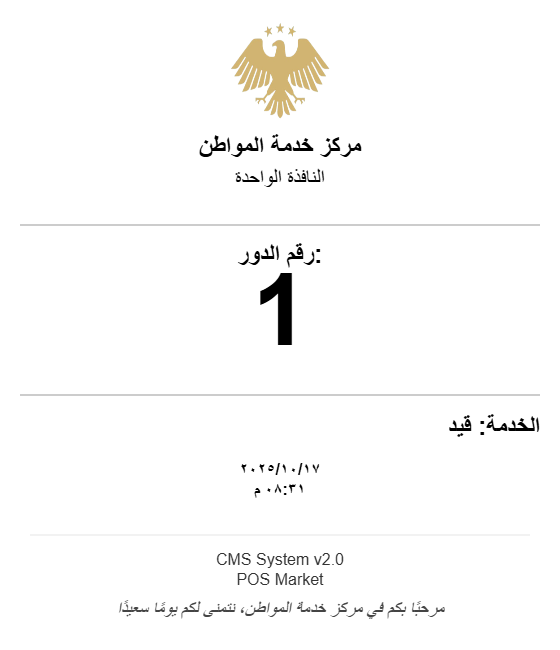 مركز خدمة المواطن
النافذة الواحدة
رقم الدور:
1
الخدمة: قيد
٢٠٢٥/١٠/١٧
٠٨:٣١ م
CMS System v2.0
POS Market
مرحبًا بكم في مركز خدمة المواطن، نتمنى لكم يومًا سعيدًا